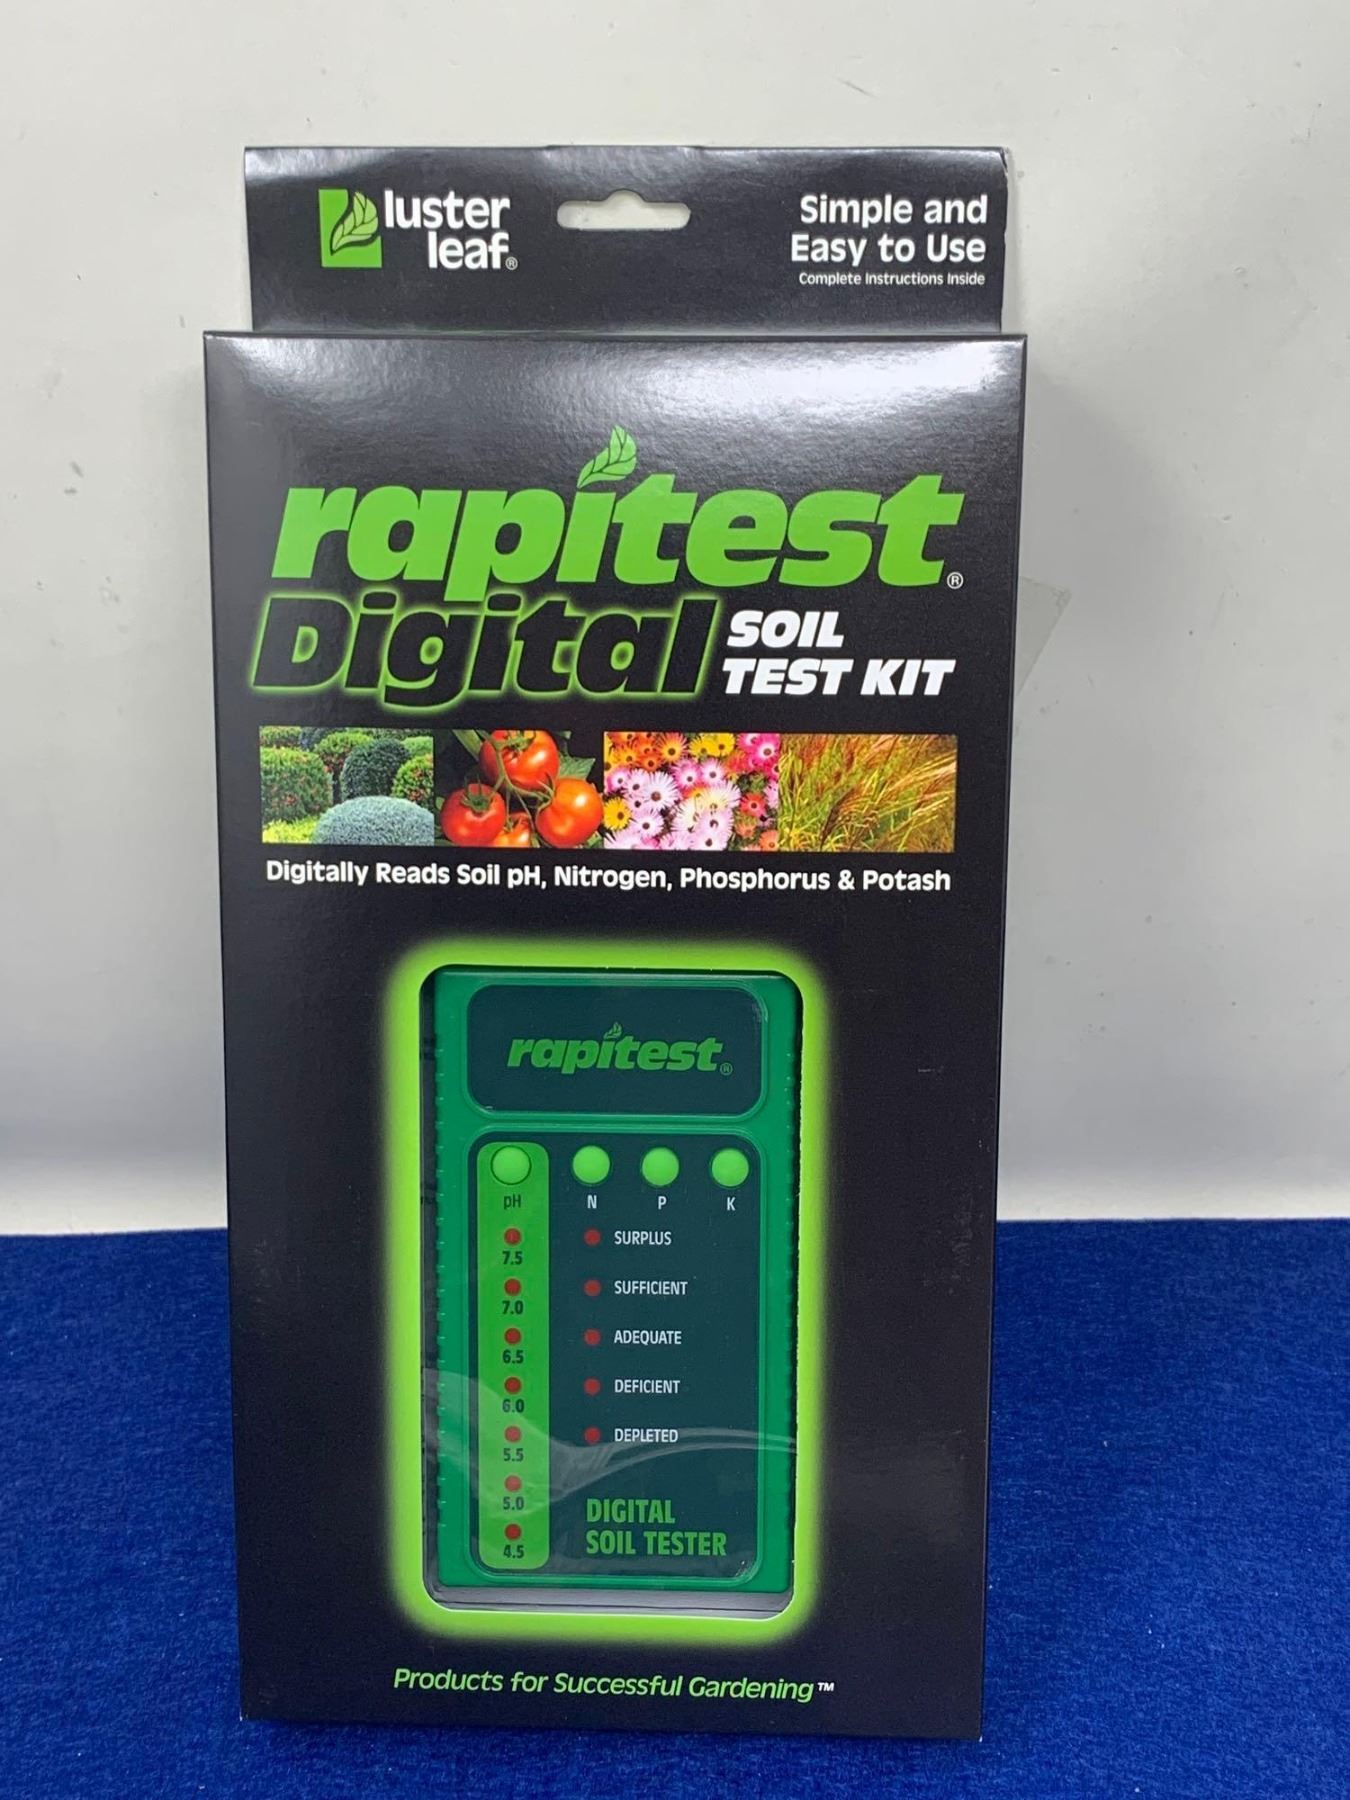 luster
leaf®
Simple and
Easy to Use
Complete Instructions Inside
rapitest®
Digital SOIL
TEST KIT
Digitally Reads Soil pH, Nitrogen, Phosphorus & Potash
rapitest®
pH N P K
7.5 SURPLUS
7.0 SUFFICIENT
6.5 ADEQUATE
6.0 DEFICIENT
5.5 DEPLETED
5.0
4.5
DIGITAL
SOIL TESTER
Products for Successful Gardening™